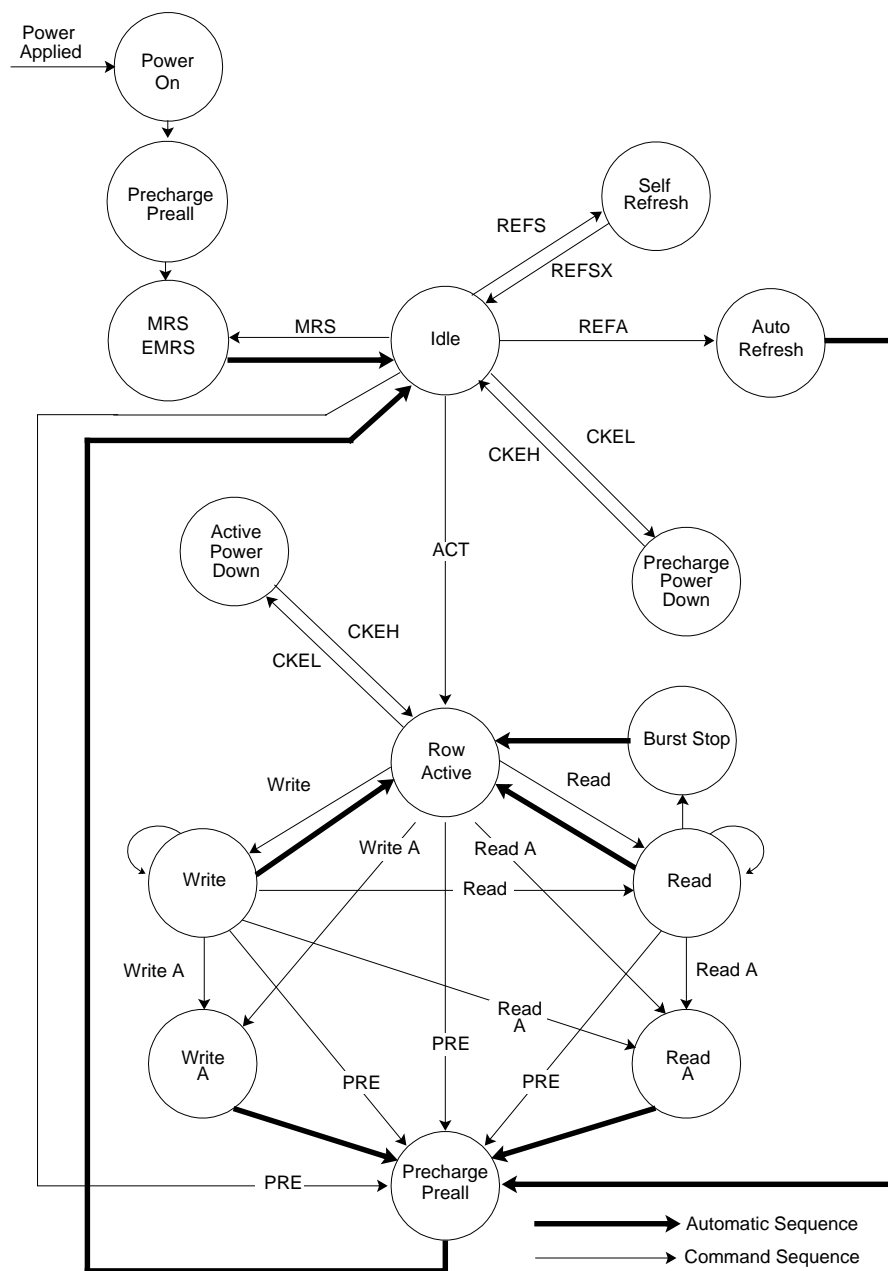 Power
Applied
Power
On
Precharge
Preall
Self
Refresh
REFS
REFSX
MRS
EMRS
MRS
Idle
REFA
Auto
Refresh
CKEL
CKEH
Active
Power
Down
ACT
Precharge
Power
Down
CKEH
CKEL
Row
Active
Burst Stop
Write
Read
Write A
Read A
Write
Read
Read
Write A
Read A
Read
A
Write
A
PRE
Read
A
PRE
PRE
Precharge
Preall
PRE
Automatic Sequence
Command Sequence